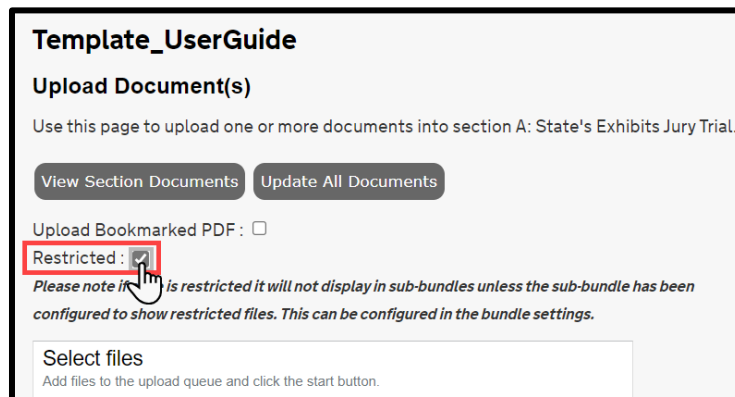 Template_UserGuide
Upload Document(s)
Use this page to upload one or more documents into section A: State's Exhibits Jury Trial.
View Section Documents Update All Documents
Upload Bookmarked PDF :
Restricted :
Please note if is restricted it will not display in sub-bundles unless the sub-bundle has been
configured to show restricted files. This can be configured in the bundle settings.
Select files
Add files to the upload queue and click the start button.